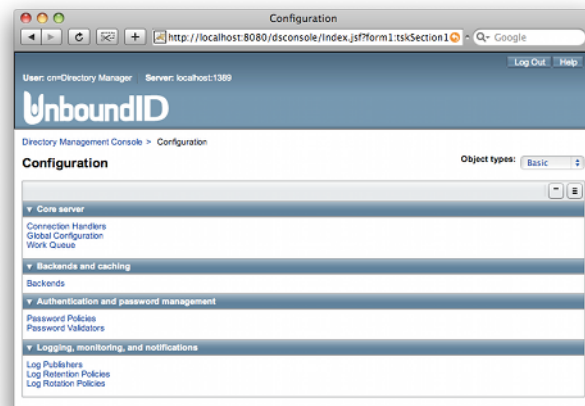 Configuration
http://localhost:8080/dsconsole/Index.jsf?form1:tskSection1
Google
Log Out Help
User: cn=Directory Manager Server: localhost:1389
UnboundID
Directory Management Console > Configuration
Configuration
Object types: Basic
Core server
Connection Handlers
Global Configuration
Work Queue
Backends and caching
Backends
Authentication and password management
Password Policies
Password Validators
Logging, monitoring, and notifications
Log Publishers
Log Retention Policies
Log Rotation Policies